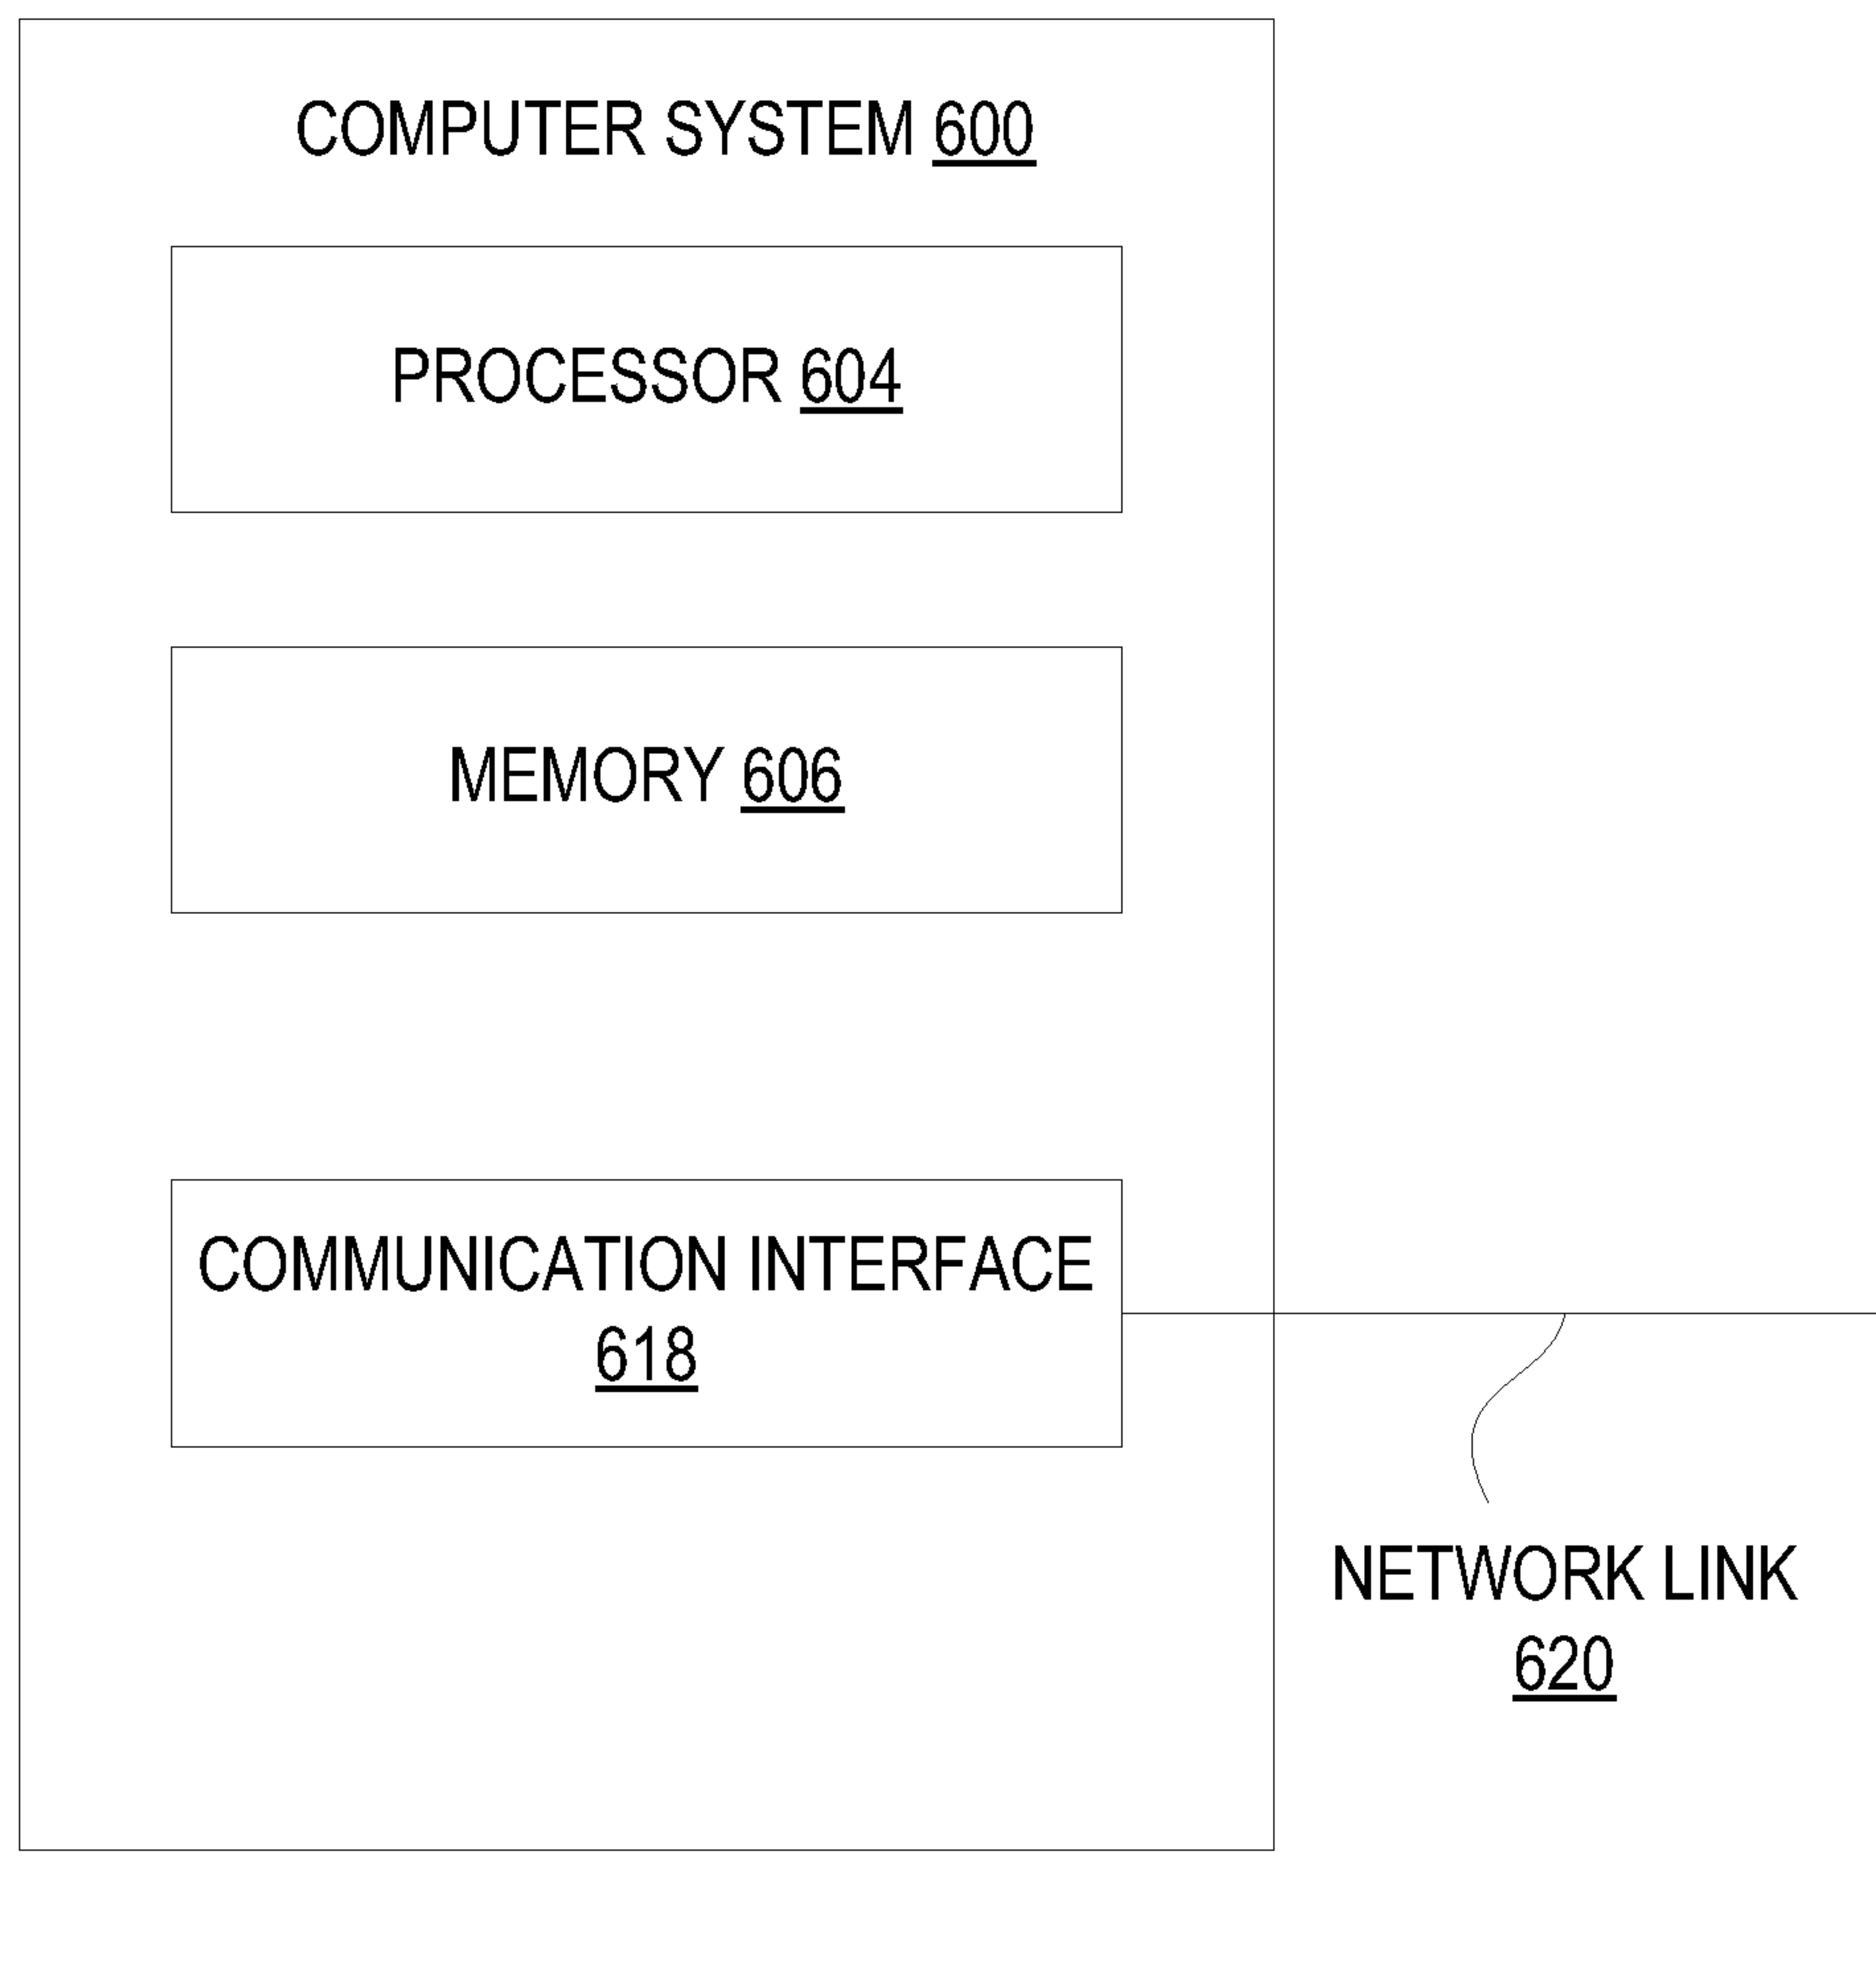 COMPUTER SYSTEM 600
PROCESSOR 604
MEMORY 606
COMMUNICATION INTERFACE
618
NETWORK LINK
620